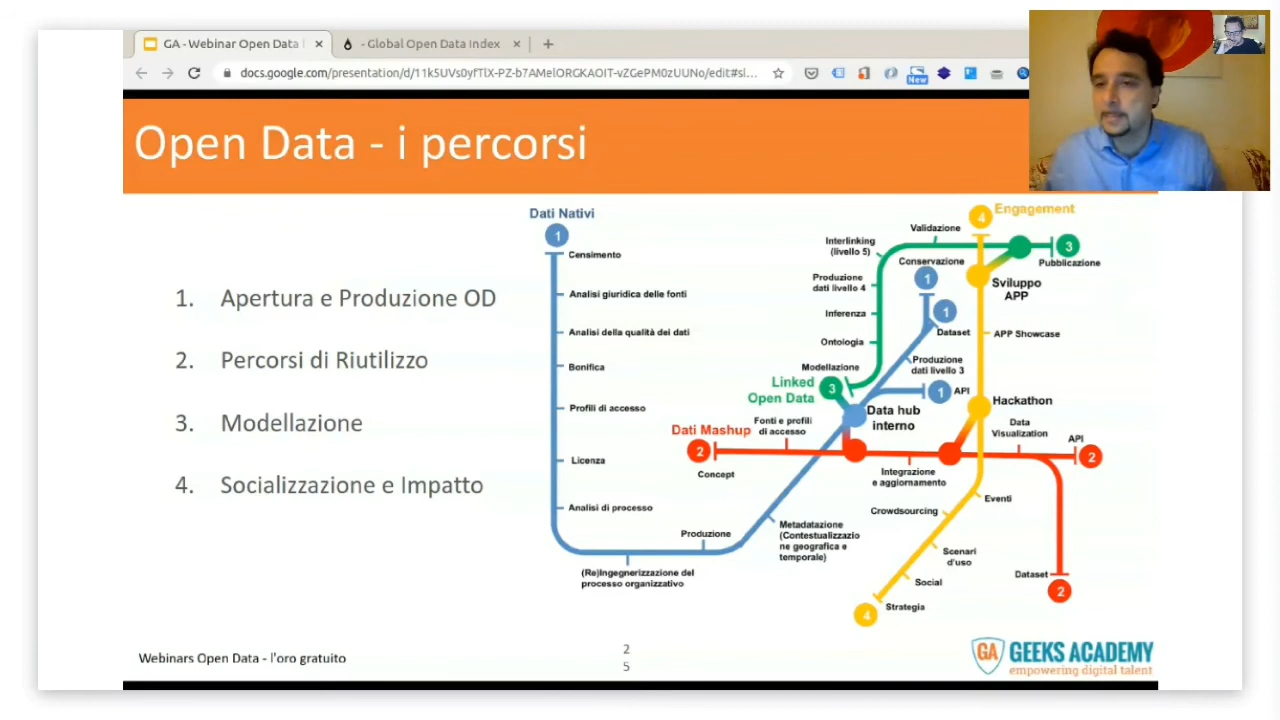 GA - Webinar Open Data
- Global Open Data Index
docs.google.com/presentation/d/11k5UVs0yfTlX-PZ-b7AMelORGKAOIT-vZGePM0zUUNo/edit#sl...
New
Open Data - i percorsi
1. Apertura e Produzione OD
2. Percorsi di Riutilizzo
3. Modellazione
4. Socializzazione e Impatto
Dati Nativi
1
Censimento
Analisi giuridica delle fonti
Analisi della qualità dei dati
Bonifica
Profili di accesso
Licenza
Analisi di processo
(Re)Ingegnerizzazione del
processo organizzativo
Produzione
Metadatazione
(Contestualizzazio
ne geografica e
temporale)
Data hub
interno
API
1
Produzione
dati livello 3
Dataset
1
Conservazione
1
Linked
Open Data
3
Modellazione
Ontologia
Inferenza
Produzione
dati livello 4
Interlinking
(livello 5)
Validazione
3
Pubblicazione
Engagement
4
Sviluppo
APP
APP Showcase
Hackathon
Eventi
Crowdsourcing
Scenari
d'uso
Social
Strategia
4
Dati Mashup
2
Concept
Fonti e profili
di accesso
Integrazione
e aggiornamento
Data
Visualization
API
2
Dataset
2
Webinars Open Data - l'oro gratuito
2
5
GA GEEKS ACADEMY
empowering digital talent